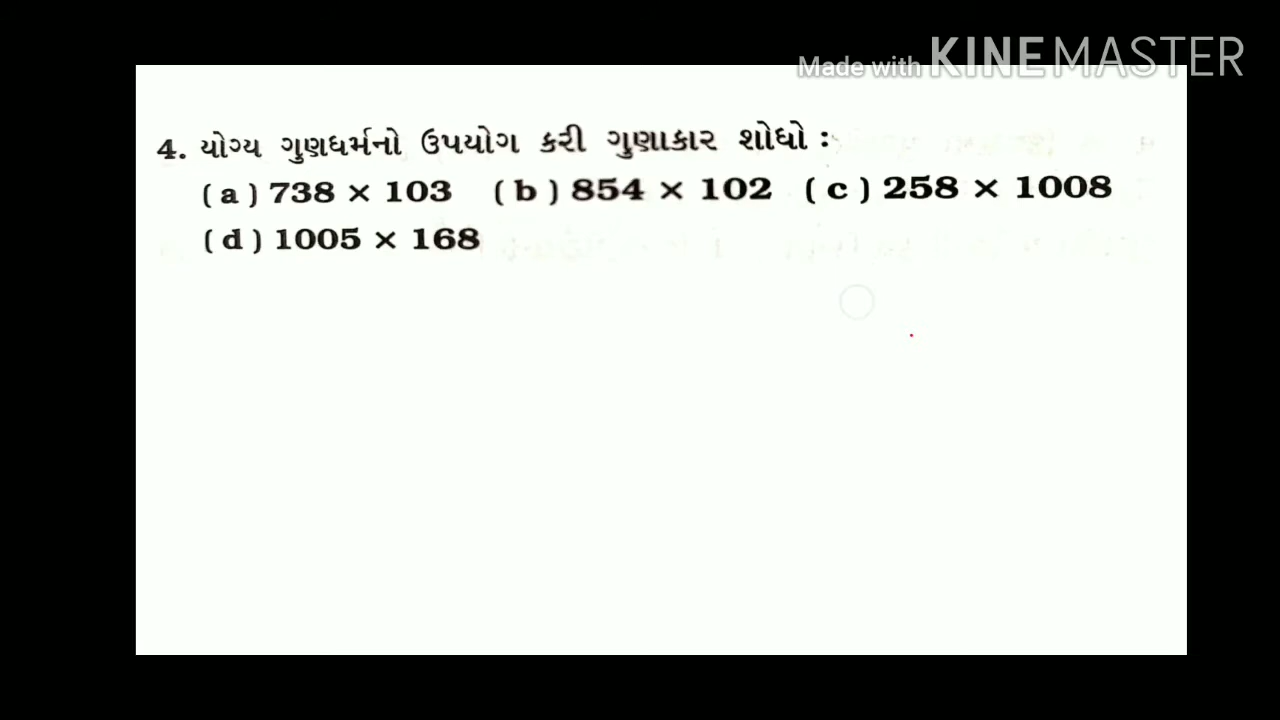 Made with KINEMASTER
4. યોગ્ય ગુણધર્મનો ઉપયોગ કરી ગુણાકાર શોધો :
( a ) 738 × 103 ( b ) 854 × 102 ( c ) 258 × 1008
( d ) 1005 × 168